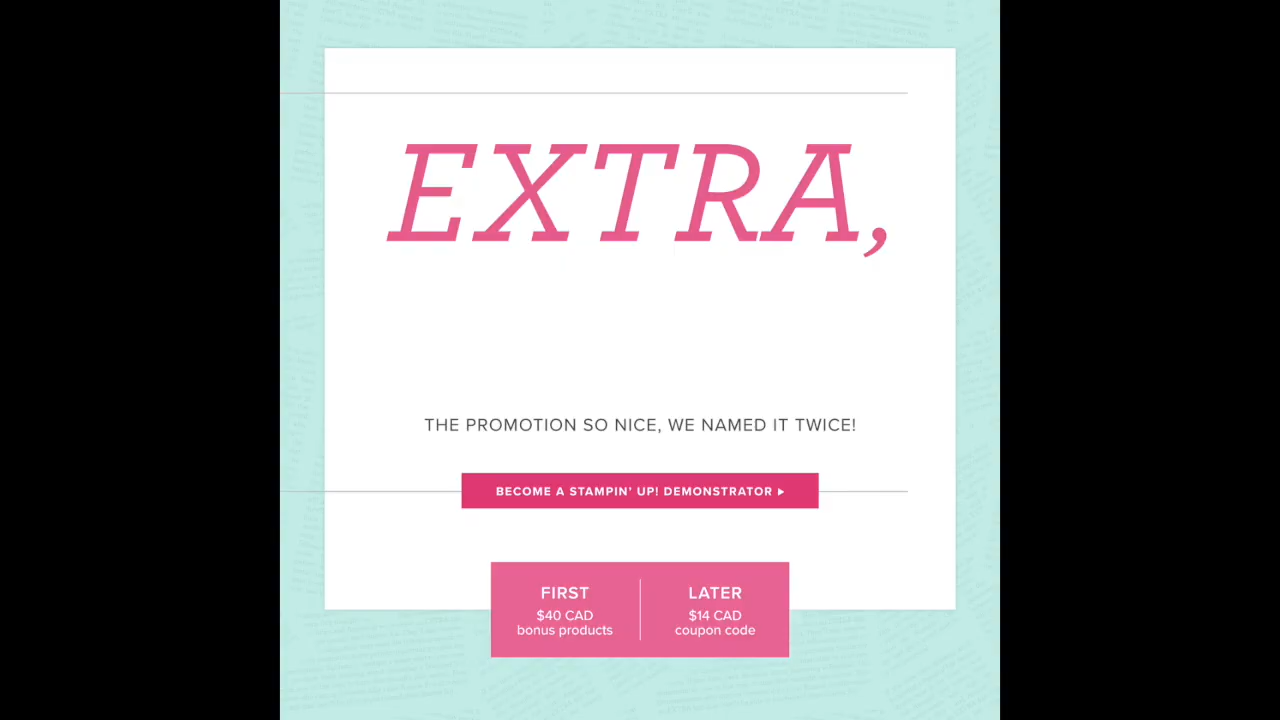 EXTRA,
THE PROMOTION SO NICE, WE NAMED IT TWICE!
BECOME A STAMPIN' UP! DEMONSTRATOR ▸
FIRST
$40 CAD
bonus products
LATER
$14 CAD
coupon code